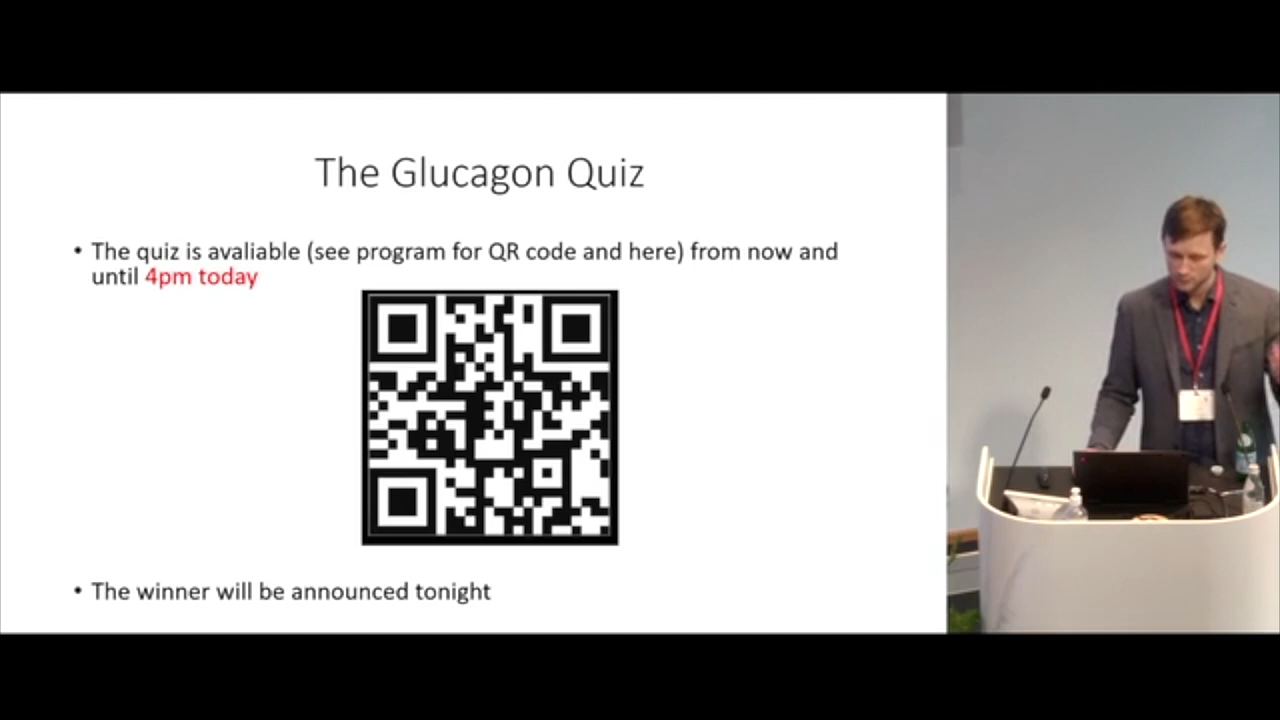 The Glucagon Quiz
• The quiz is avaliable (see program for QR code and here) from now and
until 4pm today
• The winner will be announced tonight